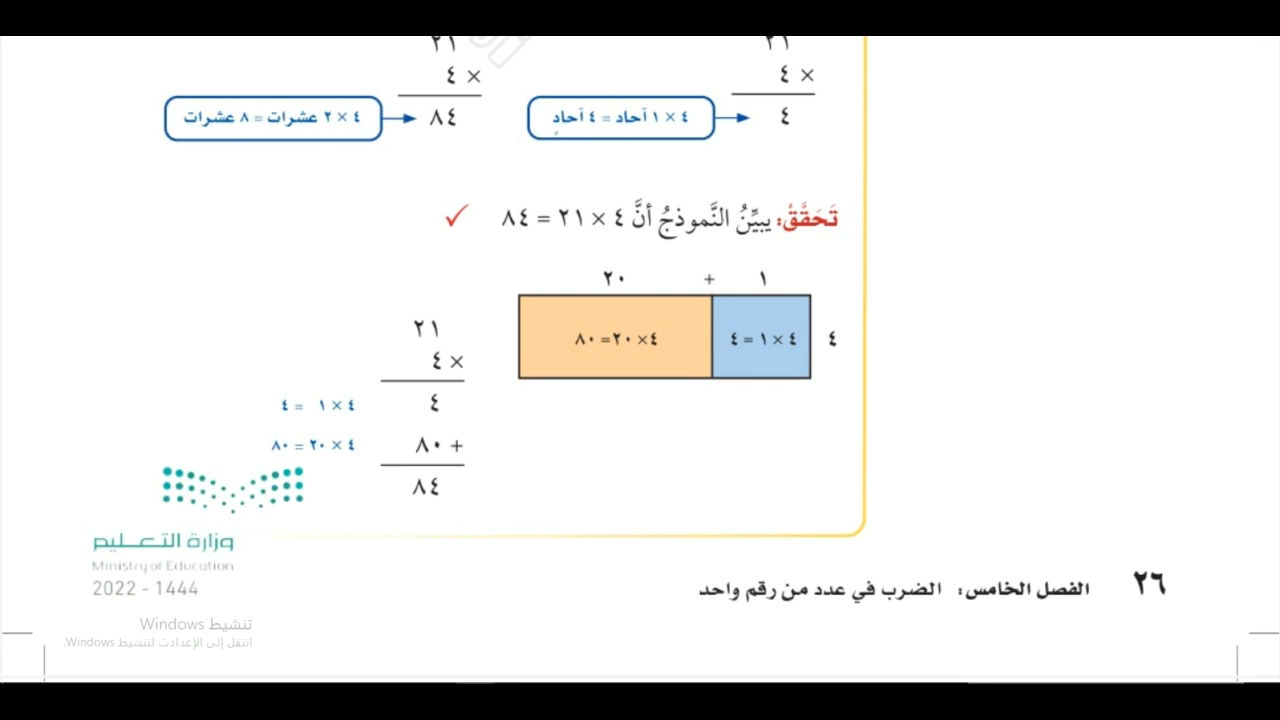 ٢١
٤ ×
٤
٤ × ١ آحاد = ٤ آحادٍ
٢١
٤ ×
٨٤
٤ × ٢ عشرات = ٨ عشرات
تَحَقَّقْ: يبيِّنُ النَّموذجُ أنَّ ٤ × ٢١ = ٨٤ ✓
١ + ٢٠
٤
٤ × ١ = ٤
٤ × ٢٠ = ٨٠
٢١
٤ ×
٤
٤ × ١ = ٤
٨٠ +
٤ × ٢٠ = ٨٠
٨٤
وزارة التعليم
Ministry of Education
2022 - 1444
٢٦ الفصل الخامس: الضرب في عدد من رقم واحد
تنشيط Windows
انتقل إلى الإعدادات لتنشيط Windows.